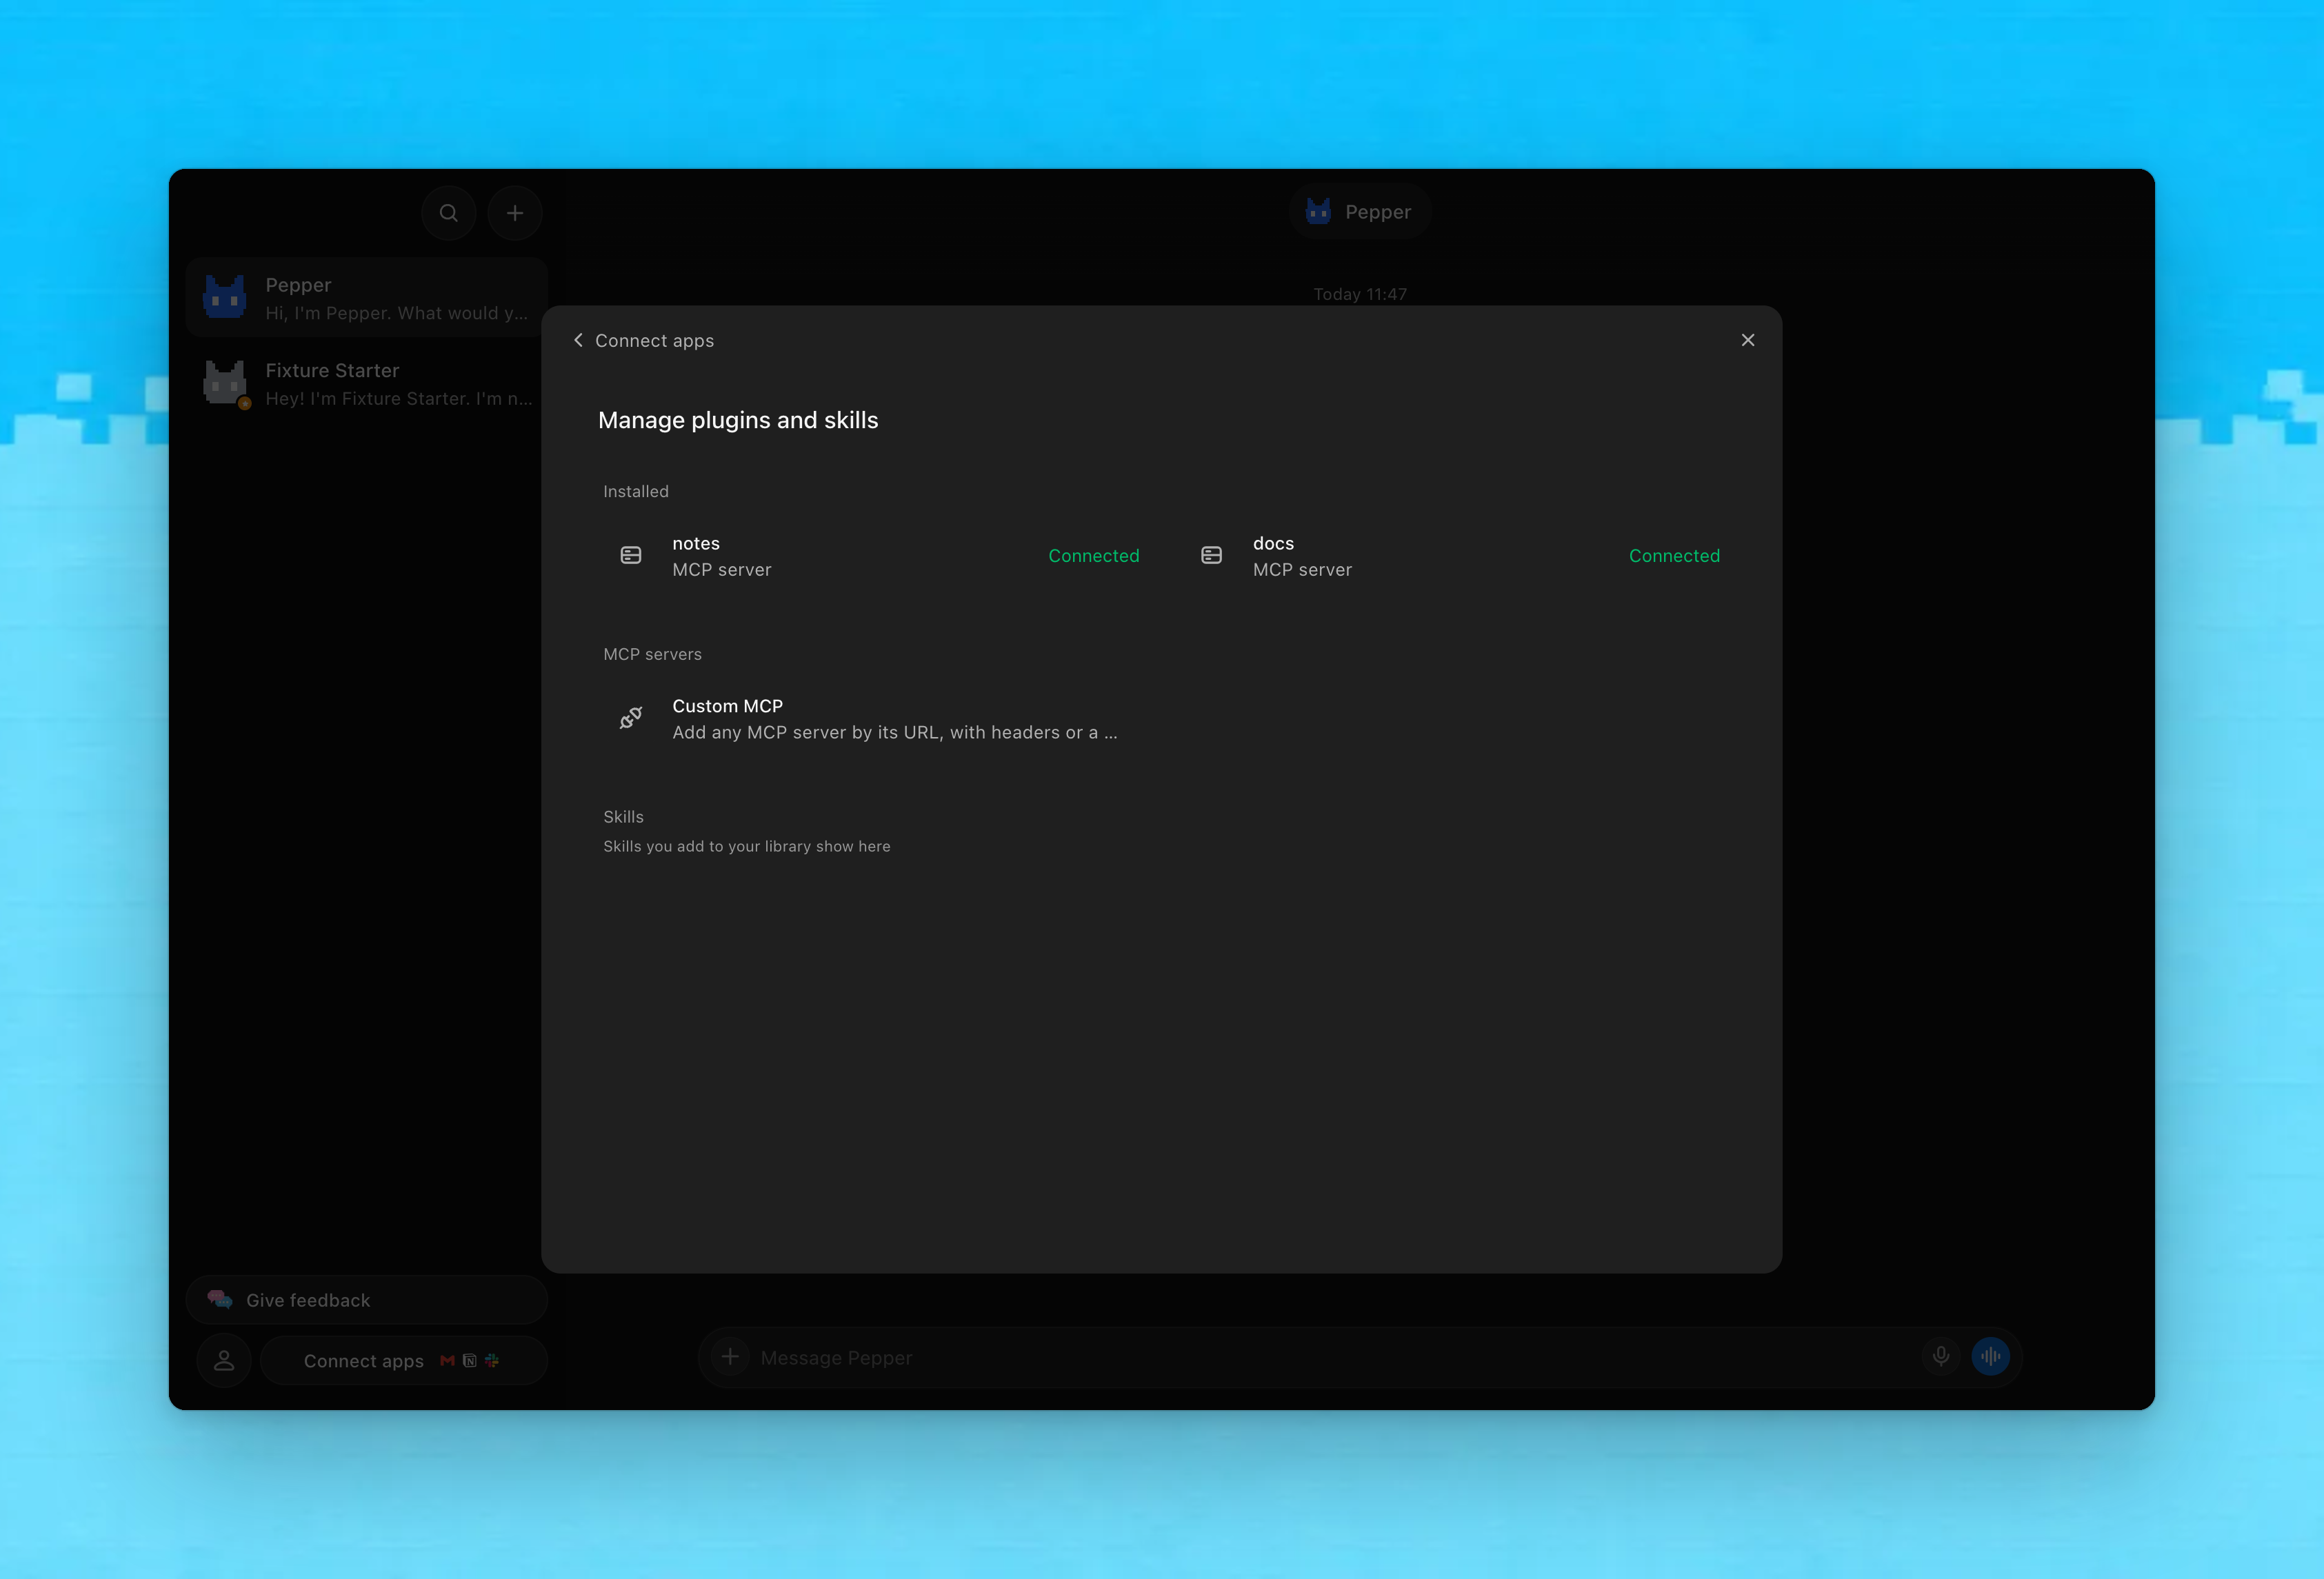 Pepper
Pepper
Hi, I'm Pepper. What would y...
Today 11:47
Fixture Starter
Hey! I'm Fixture Starter. I'm n...
Connect apps
Manage plugins and skills
Installed
notes
MCP server
Connected
docs
MCP server
Connected
MCP servers
Custom MCP
Add any MCP server by its URL, with headers or a ...
Skills
Skills you add to your library show here
Give feedback
Connect apps
Message Pepper